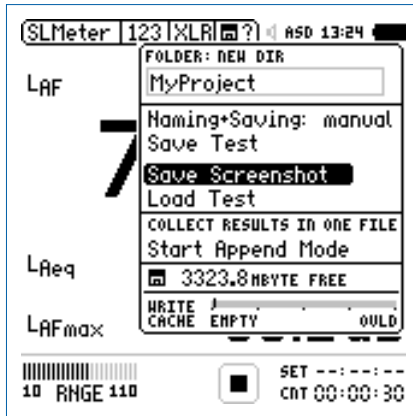 SLMeter 123 XLR ? ASD 13:24
FOLDER: NEW DIR
MyProject
LAF
Naming+Saving: manual
Save Test
7
Save Screenshot
Load Test
COLLECT RESULTS IN ONE FILE
Start Append Mode
LAeq
3323.8 MBYTE FREE
WRITE
CACHE EMPTY OVLD
LAFmax
SET --:--:--
10 RNGE 110
CNT 00:00:30